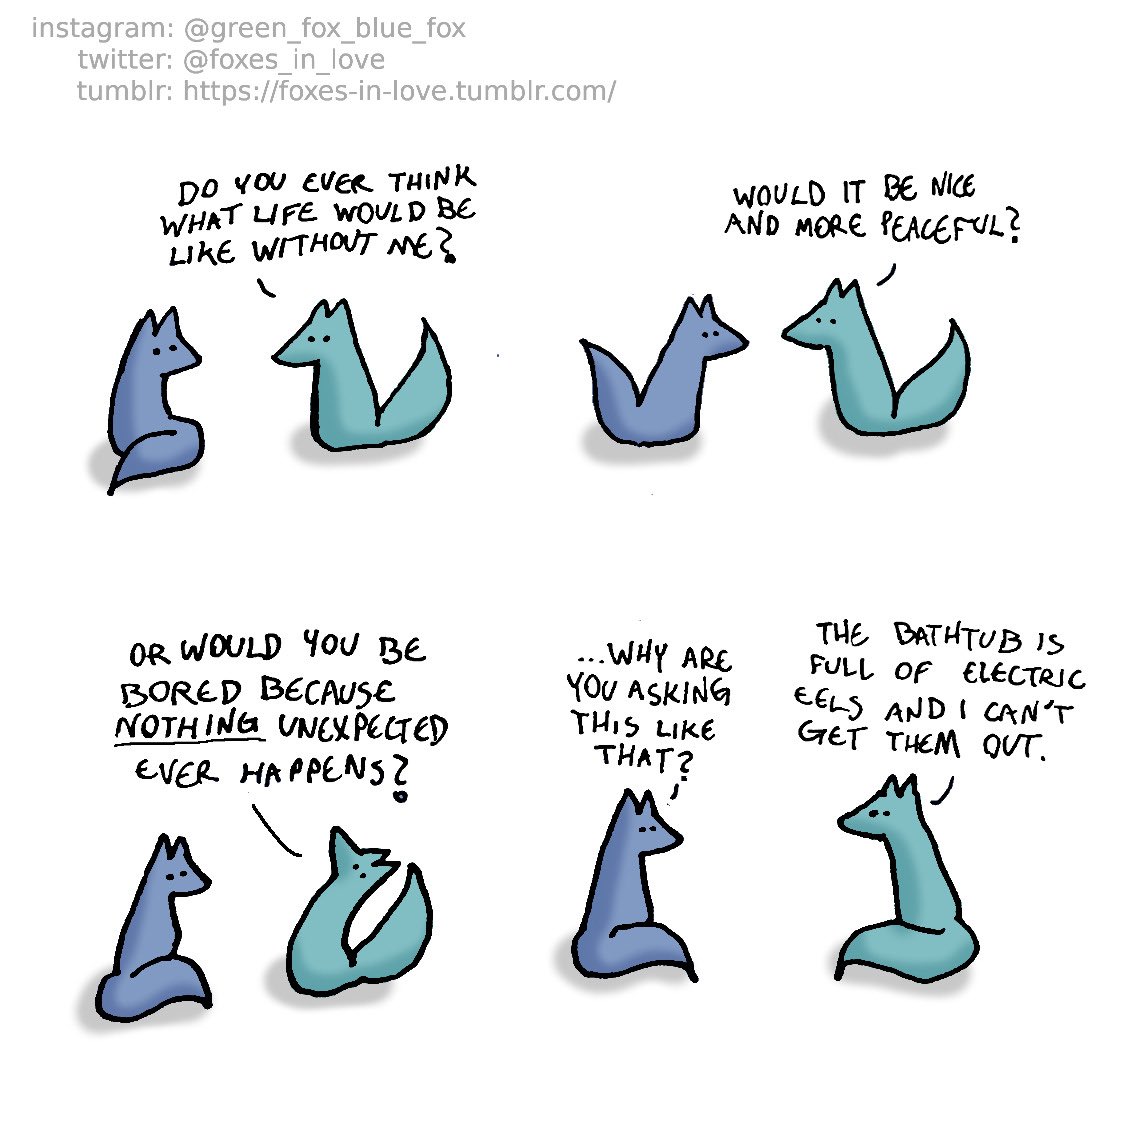 instagram: @green_fox_blue_fox
twitter: @foxes_in_love
tumblr: https://foxes-in-love.tumblr.com/
DO YOU EVER THINK
WHAT LIFE WOULD BE
LIKE WITHOUT ME?
WOULD IT BE NICE
AND MORE PEACEFUL?
OR WOULD YOU BE
BORED BECAUSE
NOTHING UNEXPECTED
EVER HAPPENS?
...WHY ARE
YOU ASKING
THIS LIKE
THAT?
THE BATHTUB IS
FULL OF ELECTRIC
EELS AND I CAN'T
GET THEM OUT.